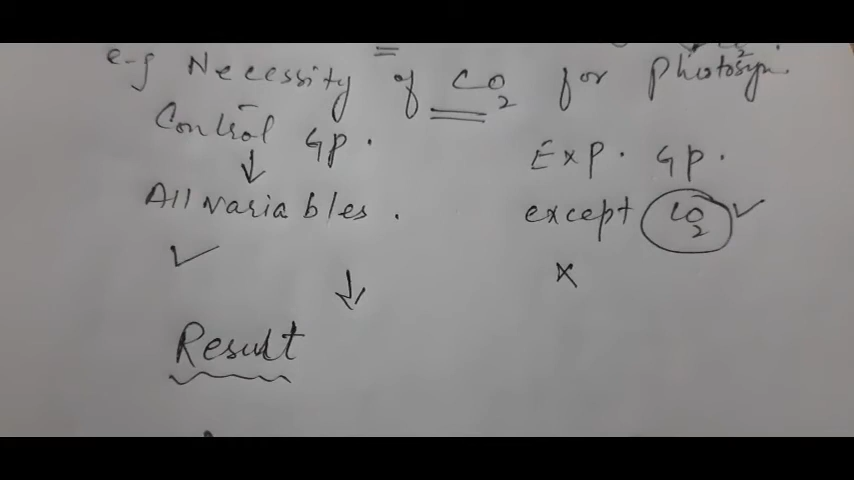 e-g Necessity of CO2 for Photosyn.
Control Gp.
Exp. Gp.
All variables.
except CO2
Result